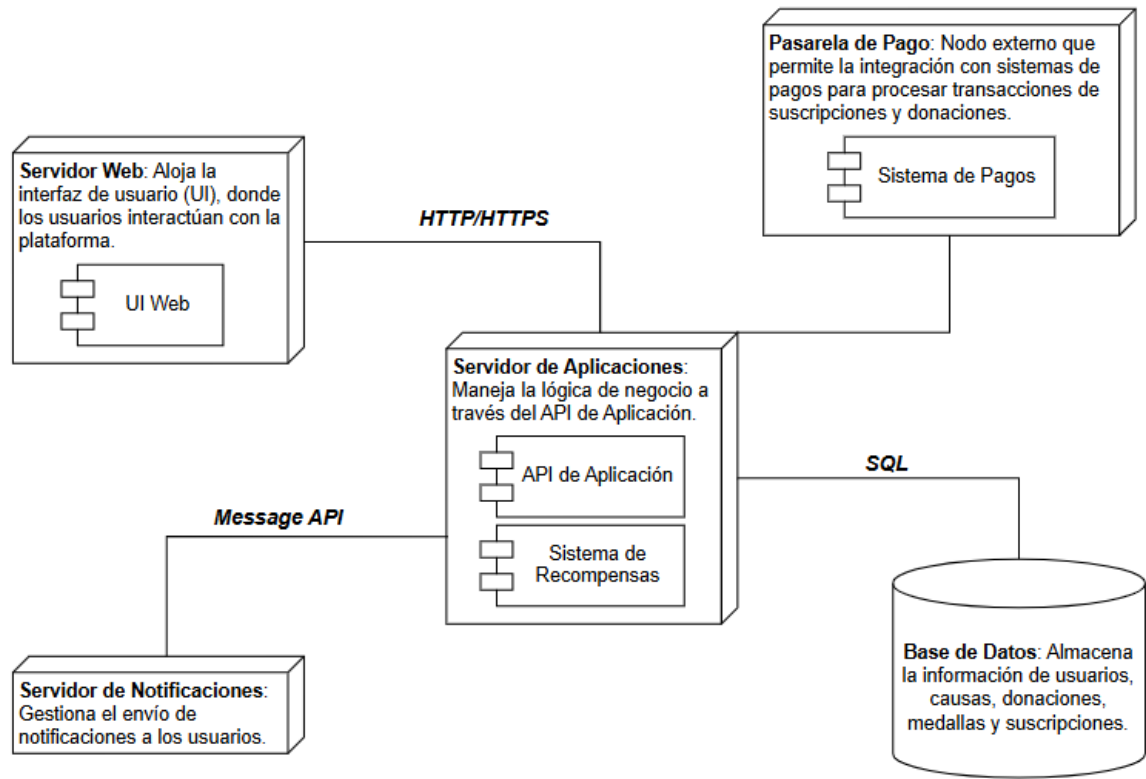 Pasarela de Pago: Nodo externo que
permite la integración con sistemas de
pagos para procesar transacciones de
suscripciones y donaciones.
Sistema de Pagos
Servidor Web: Aloja la
interfaz de usuario (UI), donde
los usuarios interactúan con la
plataforma.
UI Web
HTTP/HTTPS
Servidor de Aplicaciones:
Maneja la lógica de negocio a
través del API de Aplicación.
API de Aplicación
Sistema de
Recompensas
SQL
Message API
Servidor de Notificaciones:
Gestiona el envío de
notificaciones a los usuarios.
Base de Datos: Almacena
la información de usuarios,
causas, donaciones,
medallas y suscripciones.